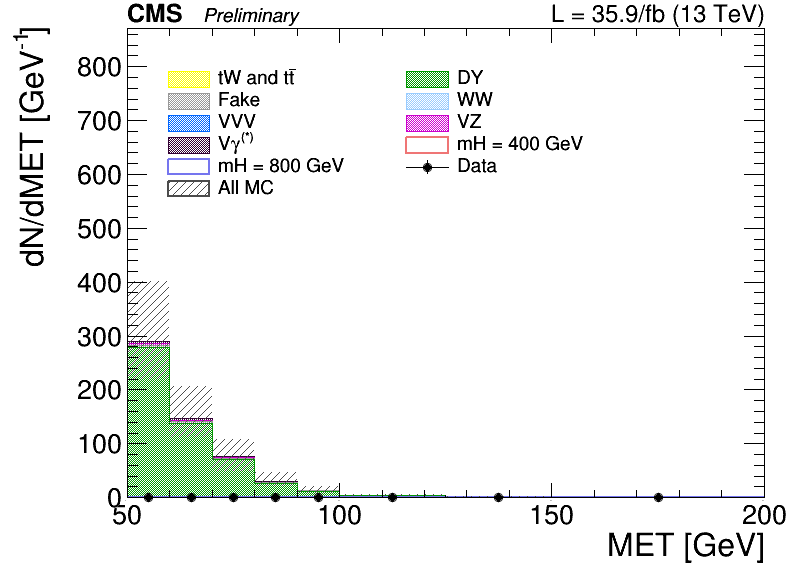 CMS Preliminary L = 35.9/fb (13 TeV)
dN/dMET [GeV⁻¹]
800
700
600
500
400
300
200
100
0
tW and tt̄ DY
Fake WW
VVV VZ
Vγ⁽*⁾ mH = 400 GeV
mH = 800 GeV Data
All MC
50 100 150 200
MET [GeV]